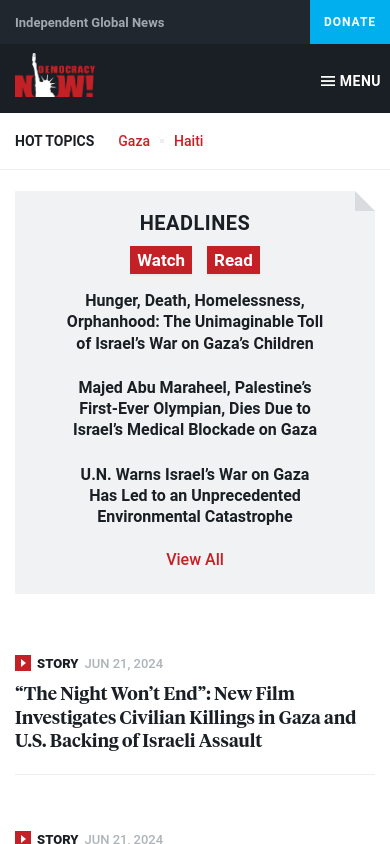 Independent Global News
DONATE
DEMOCRACY
NOW!
MENU
HOT TOPICS
Gaza
Haiti
HEADLINES
Watch
Read
Hunger, Death, Homelessness,
Orphanhood: The Unimaginable Toll
of Israel’s War on Gaza’s Children
Majed Abu Maraheel, Palestine’s
First-Ever Olympian, Dies Due to
Israel’s Medical Blockade on Gaza
U.N. Warns Israel’s War on Gaza
Has Led to an Unprecedented
Environmental Catastrophe
View All
STORY JUN 21, 2024
“The Night Won’t End”: New Film
Investigates Civilian Killings in Gaza and
U.S. Backing of Israeli Assault
STORY JUN 21, 2024